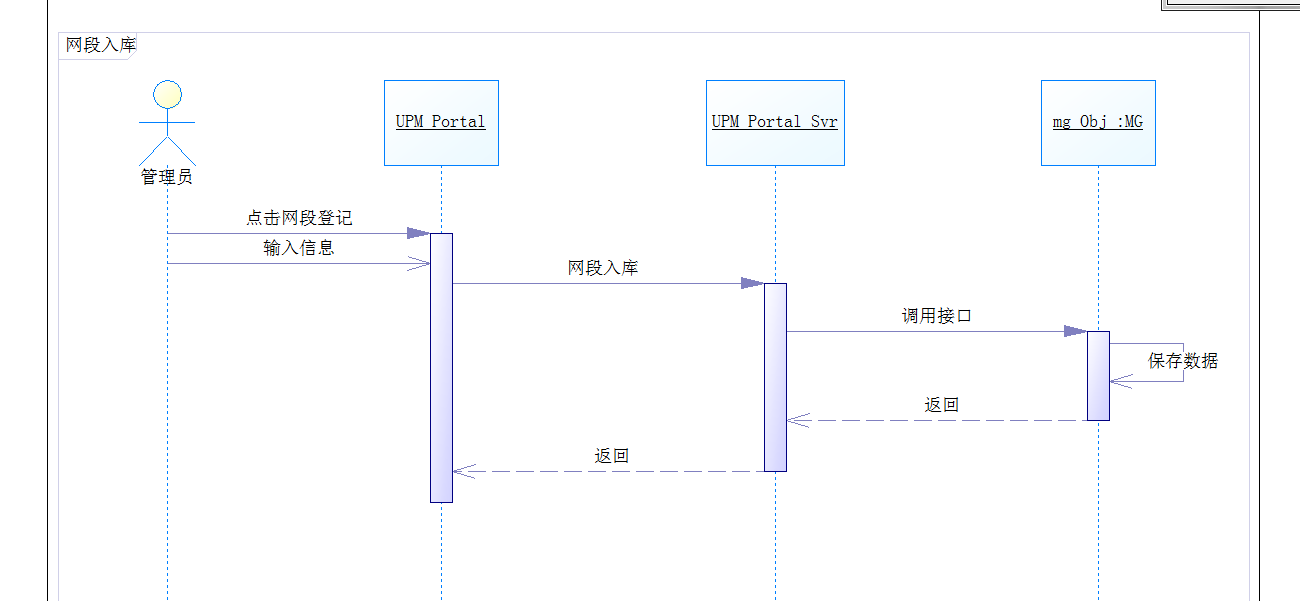 网段入库
UPM Portal
UPM Portal Svr
mg Obj :MG
管理员
点击网段登记
输入信息
网段入库
调用接口
保存数据
返回
返回